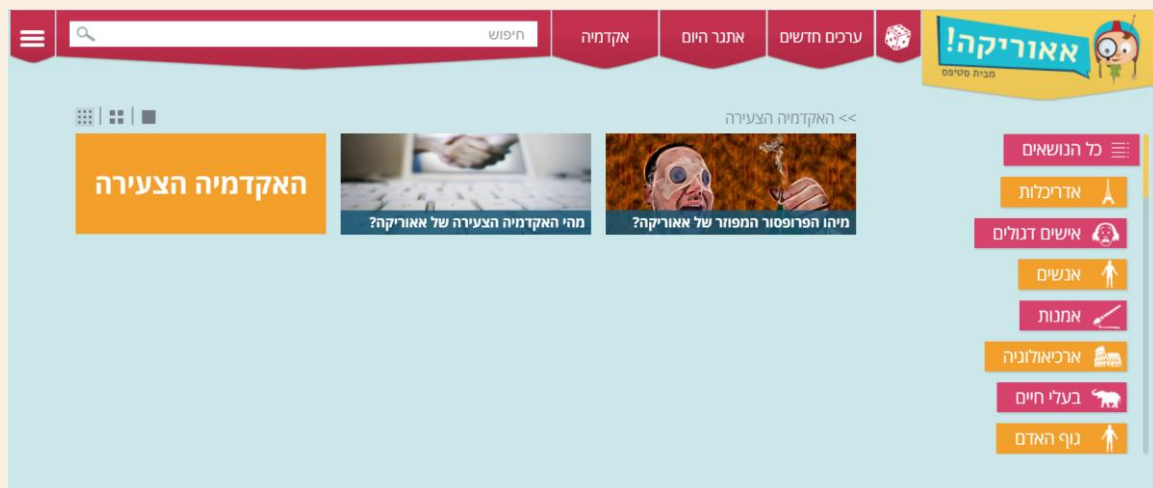 אאוריקה!
מבית סטיפס
ערכים חדשים
אתגר היום
אקדמיה
חיפוש
>> האקדמיה הצעירה
מיהו הפרופסור המפוזר של אאוריקה?
מהי האקדמיה הצעירה של אאוריקה?
האקדמיה הצעירה
כל הנושאים
אדריכלות
אישים דגולים
אנשים
אמנות
ארכיאולוגיה
בעלי חיים
גוף האדם